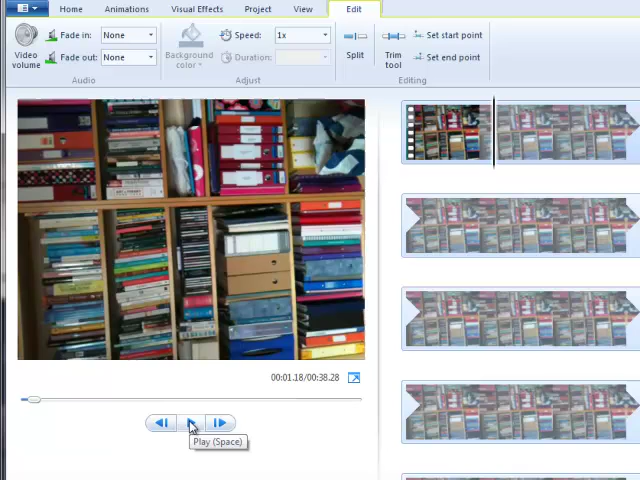 Home Animations Visual Effects Project View Edit
Video volume
Fade in: None
Fade out: None
Audio
Background color
Speed: 1x
Duration:
Adjust
Split
Trim tool
Set start point
Set end point
Editing
00:01.18/00:38.28
Play (Space)